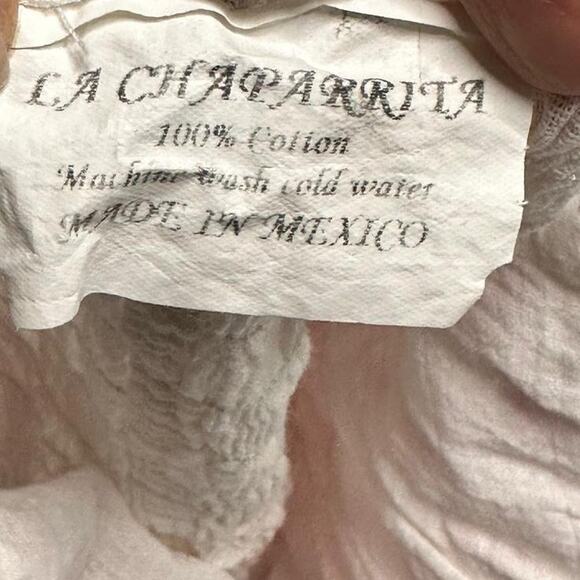 LA CHAPARRITA
100% Cotton
Machine wash cold water
MADE IN MEXICO